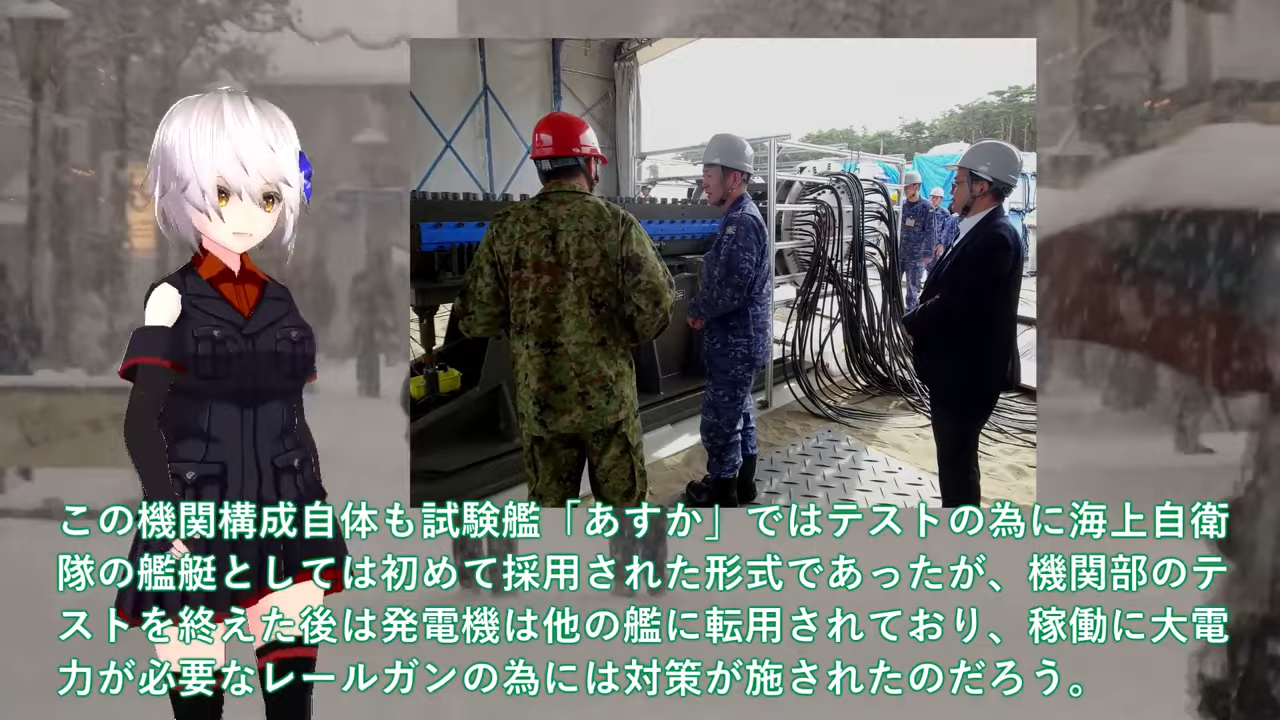 この機関構成自体も試験艦「あすか」ではテストの為に海上自衛
隊の艦艇としては初めて採用された形式であったが、機関部のテ
ストを終えた後は発電機は他の艦に転用されており、稼働に大電
力が必要なレールガンの為には対策が施されたのだろう。